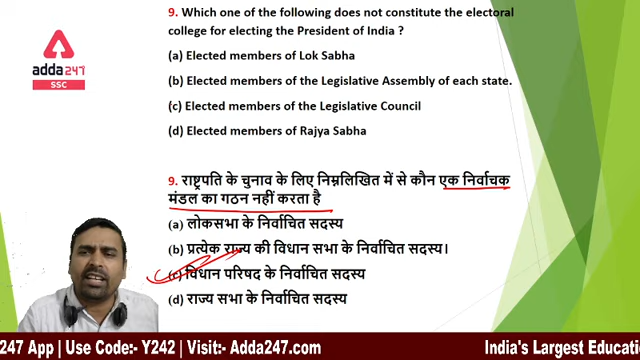 9. Which one of the following does not constitute the electoral
college for electing the President of India ?
(a) Elected members of Lok Sabha
(b) Elected members of the Legislative Assembly of each state.
(c) Elected members of the Legislative Council
(d) Elected members of Rajya Sabha
adda247
SSC
9. राष्ट्रपति के चुनाव के लिए निम्नलिखित में से कौन एक निर्वाचक
मंडल का गठन नहीं करता है
(a) लोकसभा के निर्वाचित सदस्य
(b) प्रत्येक राज्य की विधान सभा के निर्वाचित सदस्य।
(c) विधान परिषद के निर्वाचित सदस्य
(d) राज्य सभा के निर्वाचित सदस्य
247 App | Use Code:- Y242 | Visit:- Adda247.com
India's Largest Educatio